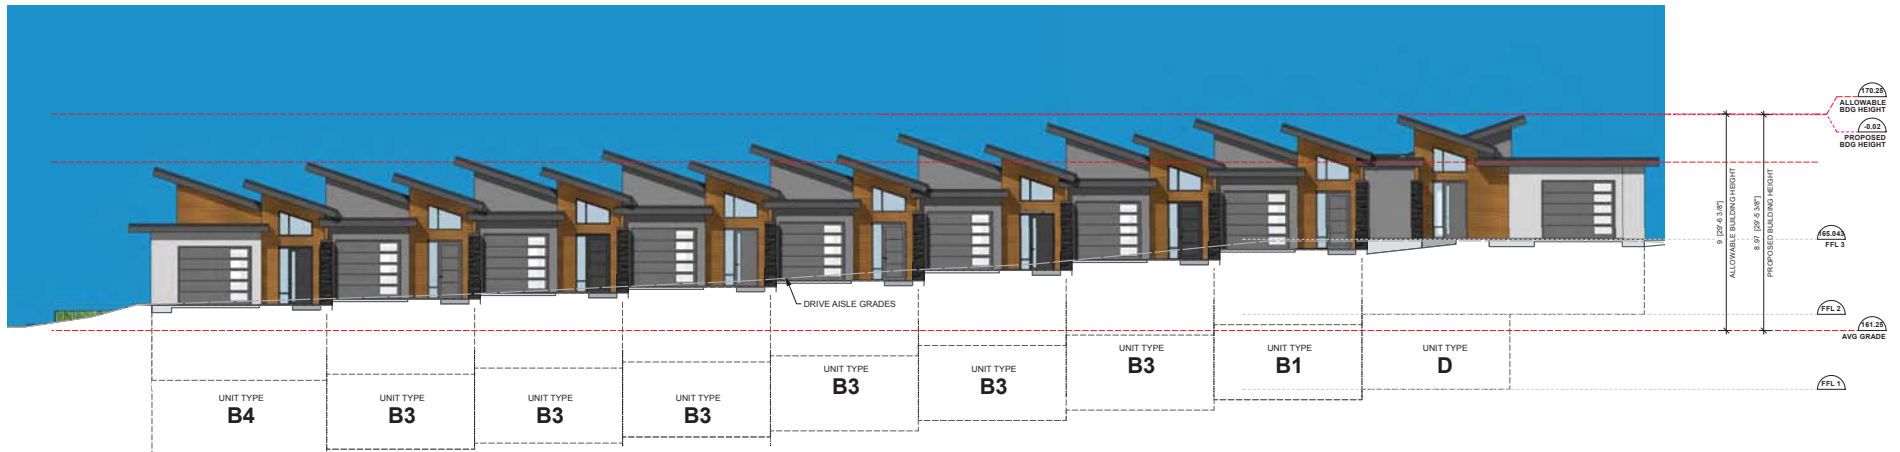 170.25
ALLOWABLE
BDG HEIGHT
-0.02
PROPOSED
BDG HEIGHT
9 [29'-6 3/8"]
ALLOWABLE BUILDING HEIGHT
8.97 [29'-5 3/8"]
PROPOSED BUILDING HEIGHT
165.043
FFL 3
DRIVE AISLE GRADES
FFL 2
161.25
AVG GRADE
FFL 1
UNIT TYPE
B4
UNIT TYPE
B3
UNIT TYPE
B3
UNIT TYPE
B3
UNIT TYPE
B3
UNIT TYPE
B3
UNIT TYPE
B3
UNIT TYPE
B1
UNIT TYPE
D